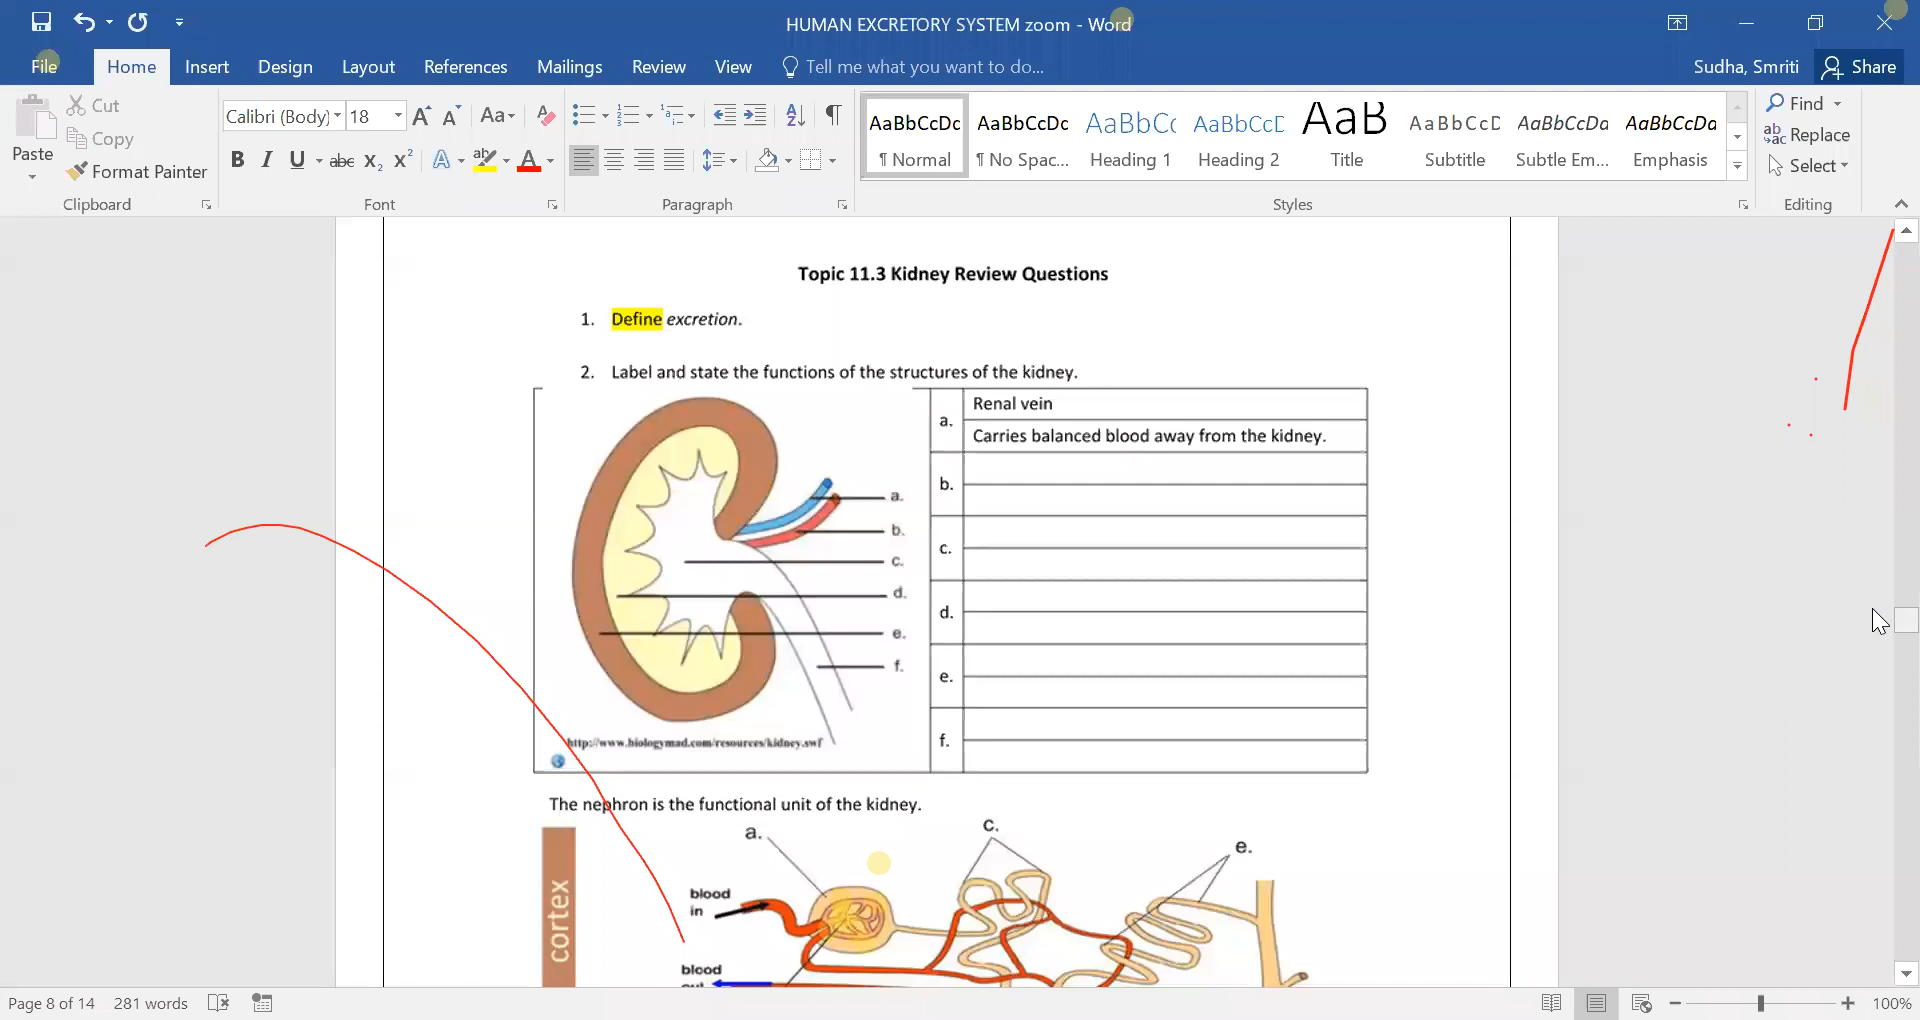 HUMAN EXCRETORY SYSTEM zoom - Word
File Home Insert Design Layout References Mailings Review View Tell me what you want to do... Sudha, Smriti Share
Cut
Copy
Paste
Format Painter
Clipboard
Calibri (Body) 18
Font
Paragraph
AaBbCcDc AaBbCcDc AaBbCc AaBbCcD AaB AaBbCcD AaBbCcDa AaBbCcDa
¶ Normal ¶ No Spac... Heading 1 Heading 2 Title Subtitle Subtle Em... Emphasis
Styles
Find
Replace
Select
Editing
Topic 11.3 Kidney Review Questions
1. Define excretion.
2. Label and state the functions of the structures of the kidney.
a.
b.
c.
d.
e.
f.
http://www.biologymad.com/resources/kidney.swf
a. Renal vein
Carries balanced blood away from the kidney.
b.
c.
d.
e.
f.
The nephron is the functional unit of the kidney.
a.
c.
e.
cortex
blood
in
blood
Page 8 of 14 281 words
100%